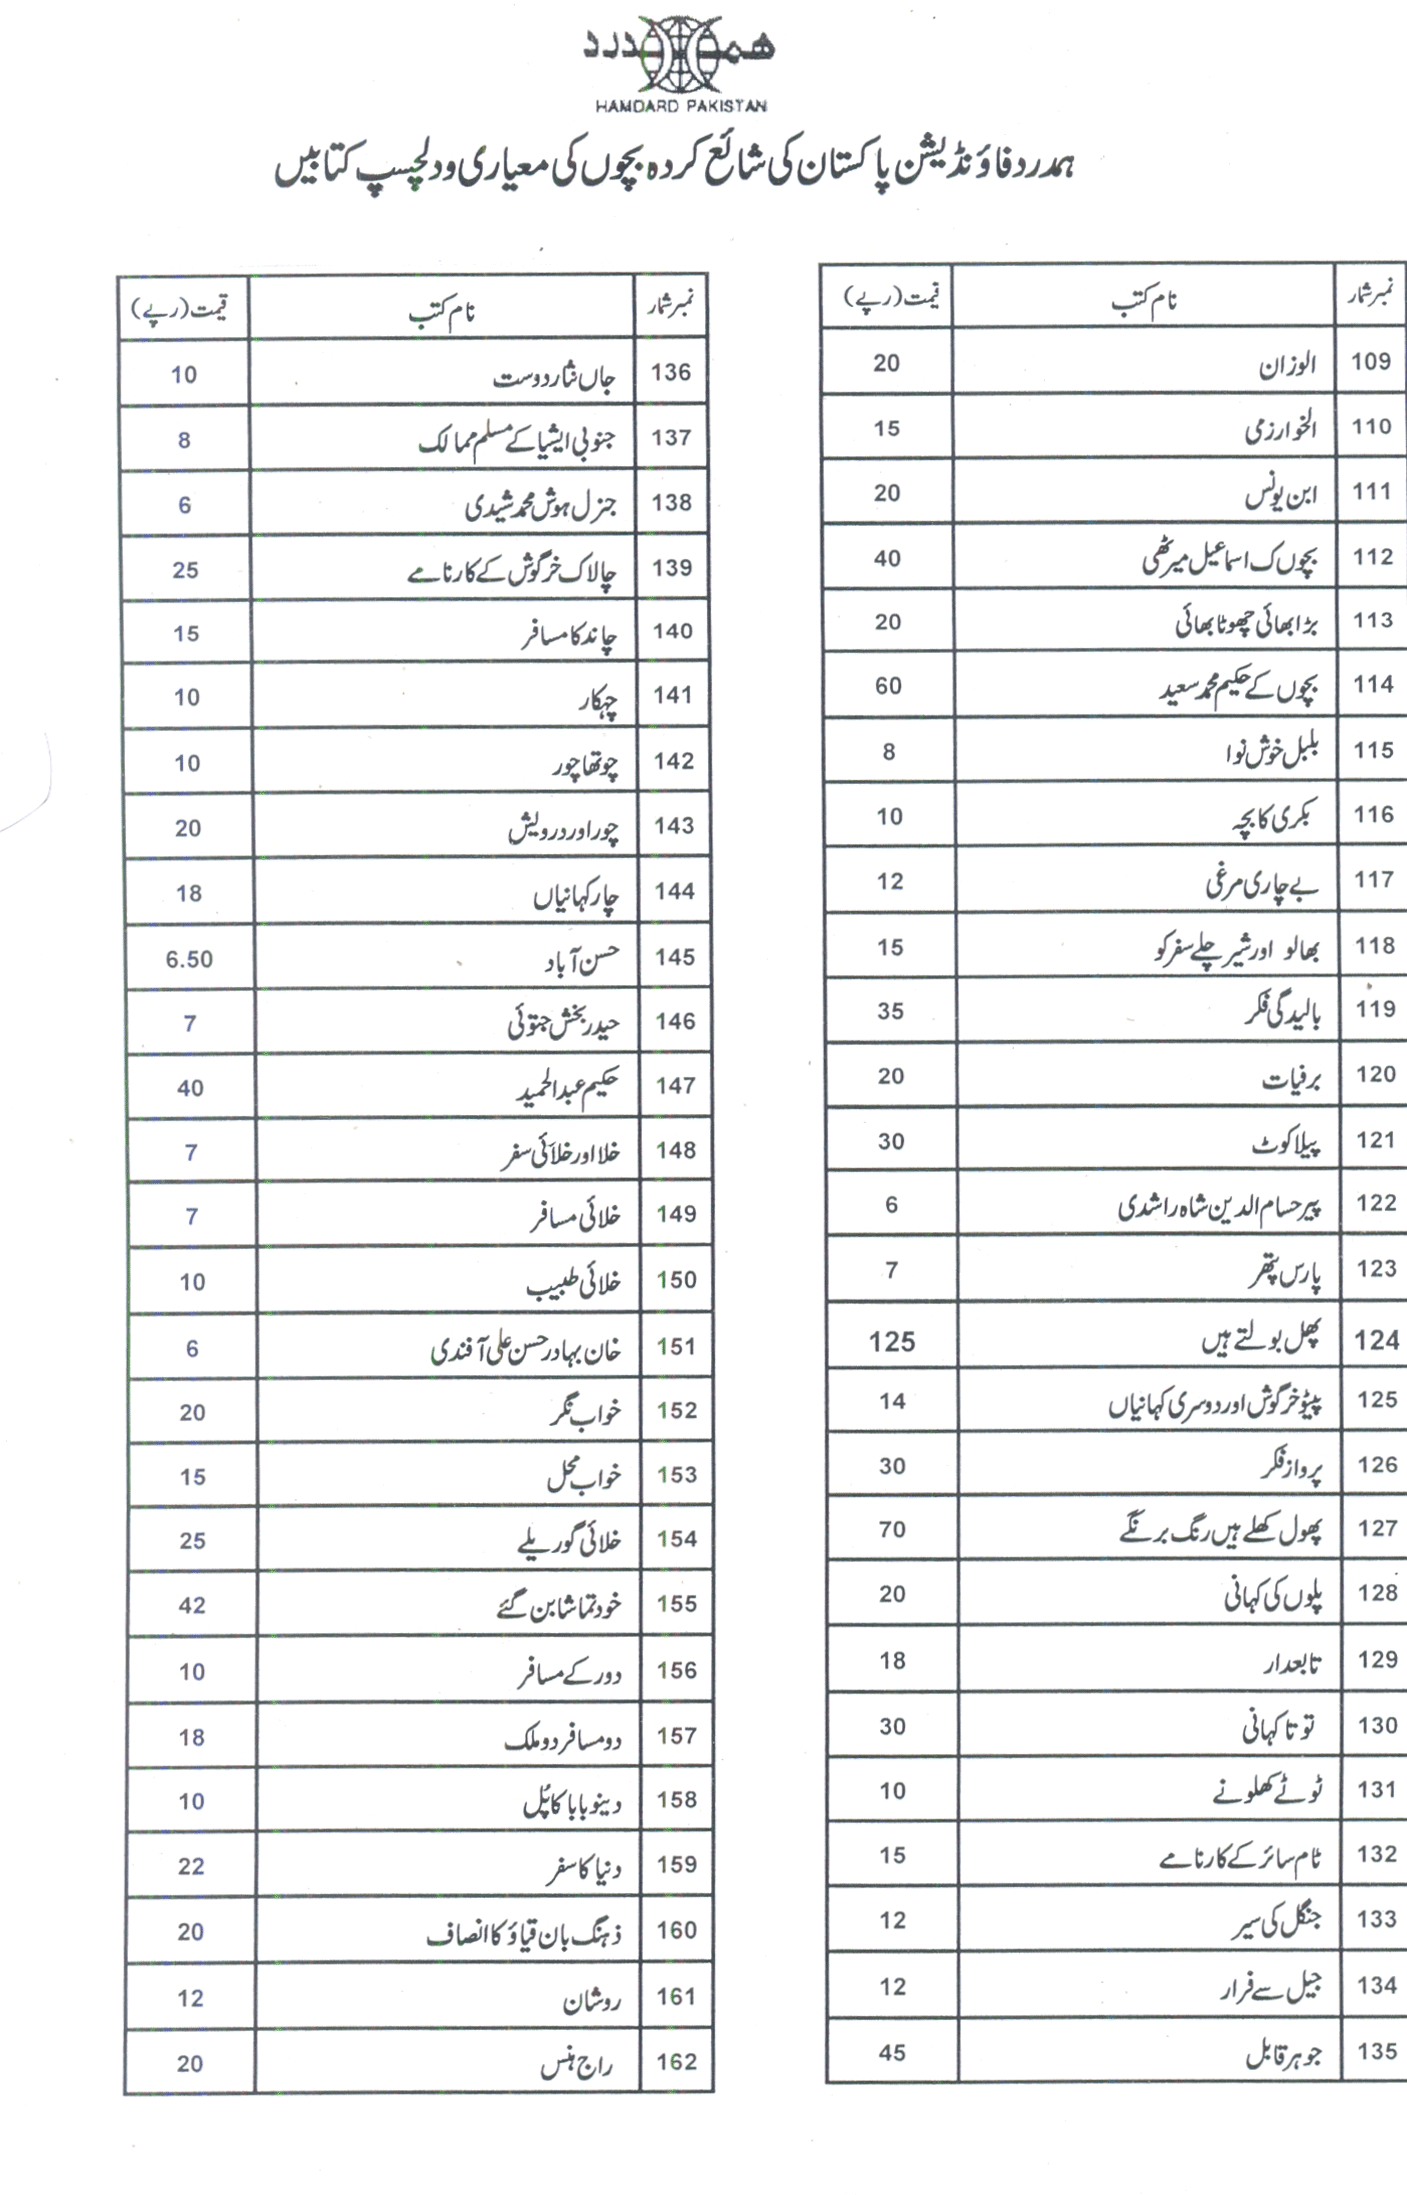 ہمدرد
HAMDARD PAKISTAN
ہمدرد فاؤنڈیشن پاکستان کی شائع کردہ بچوں کی معیاری و دلچسپ کتابیں
نمبر شمار نام کتب قیمت (رپے)
109 الوزان 20
110 الخوارزمی 15
111 ابن یونس 20
112 بچوں ک اسماعیل میرٹھی 40
113 بڑا بھائی چھوٹا بھائی 20
114 بچوں کے حکیم محمد سعید 60
115 بلبل خوش نوا 8
116 بکری کا بچہ 10
117 بے چاری مرغی 12
118 بھالو اور شیر چلے سفر کو 15
119 بالیدگی فکر 35
120 برفیات 20
121 پیلا کوٹ 30
122 پیر حسام الدین شاہ راشدی 6
123 پارس پتھر 7
124 پھل بولتے ہیں 125
125 پیٹو خرگوش اور دوسری کہانیاں 14
126 پرواز فکر 30
127 پھول کھلے ہیں رنگ برنگے 70
128 پلوں کی کہانی 20
129 تابعدار 18
130 توتا کہانی 30
131 ٹوٹے کھلونے 10
132 ٹام سائر کے کارنامے 15
133 جنگل کی سیر 12
134 جیل سے فرار 12
135 جوہر قابل 45
نمبر شمار نام کتب قیمت (رپے)
136 جاں نثار دوست 10
137 جنوبی ایشیا کے مسلم ممالک 8
138 جنرل ہوش محمد شیدی 6
139 چالاک خرگوش کے کارنامے 25
140 چاند کا مسافر 15
141 چہکار 10
142 چوتھا چور 10
143 چور اور درویش 20
144 چار کہانیاں 18
145 حسن آباد 6.50
146 حیدر بخش جتوئی 7
147 حکیم عبدالحمید 40
148 خلا اور خلائی سفر 7
149 خلائی مسافر 7
150 خلائی طبیب 10
151 خان بہادر حسن علی آفندی 6
152 خواب نگر 20
153 خواب محل 15
154 خلائی گوریلے 25
155 خود تماشا بن گئے 42
156 دور کے مسافر 10
157 دو مسافر دو ملک 18
158 دینو بابا کا پُل 10
159 دنیا کا سفر 22
160 ذہنگ بان قیاؤ کا انصاف 20
161 روشان 12
162 راج ہنس 20